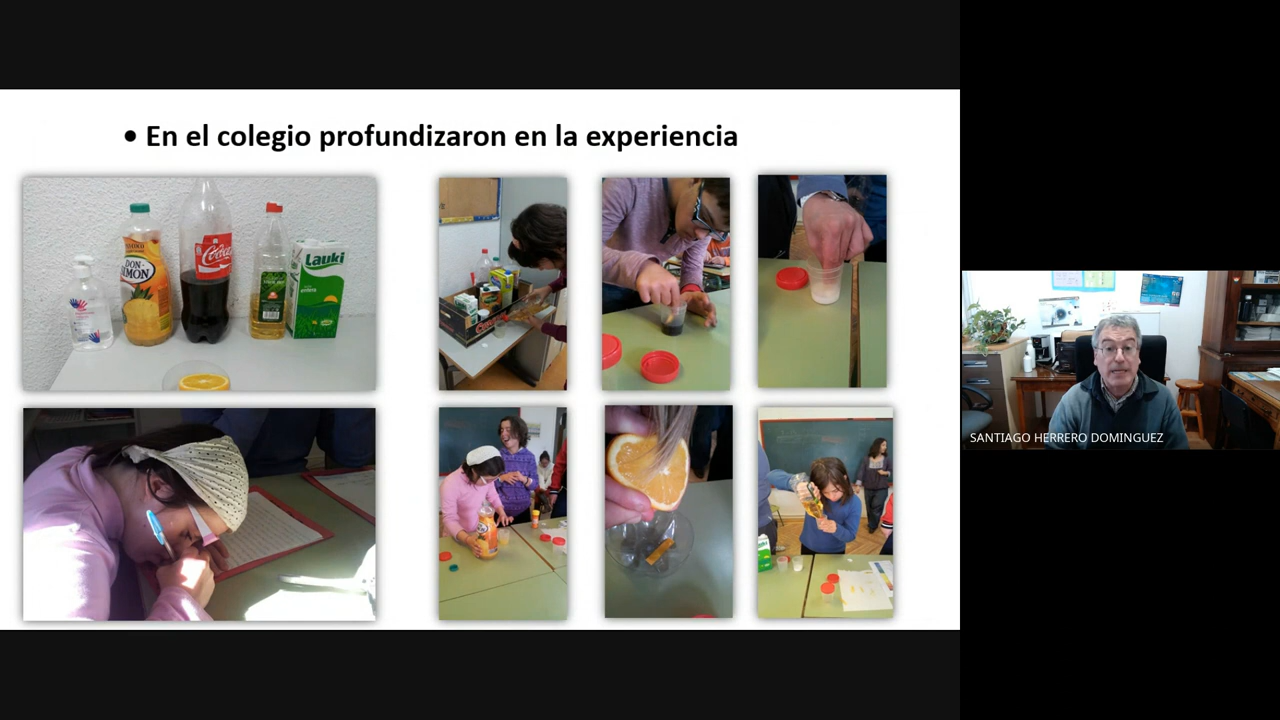 • En el colegio profundizaron en la experiencia
DON
SIMON
Coca
Lauki
SANTIAGO HERRERO DOMINGUEZ